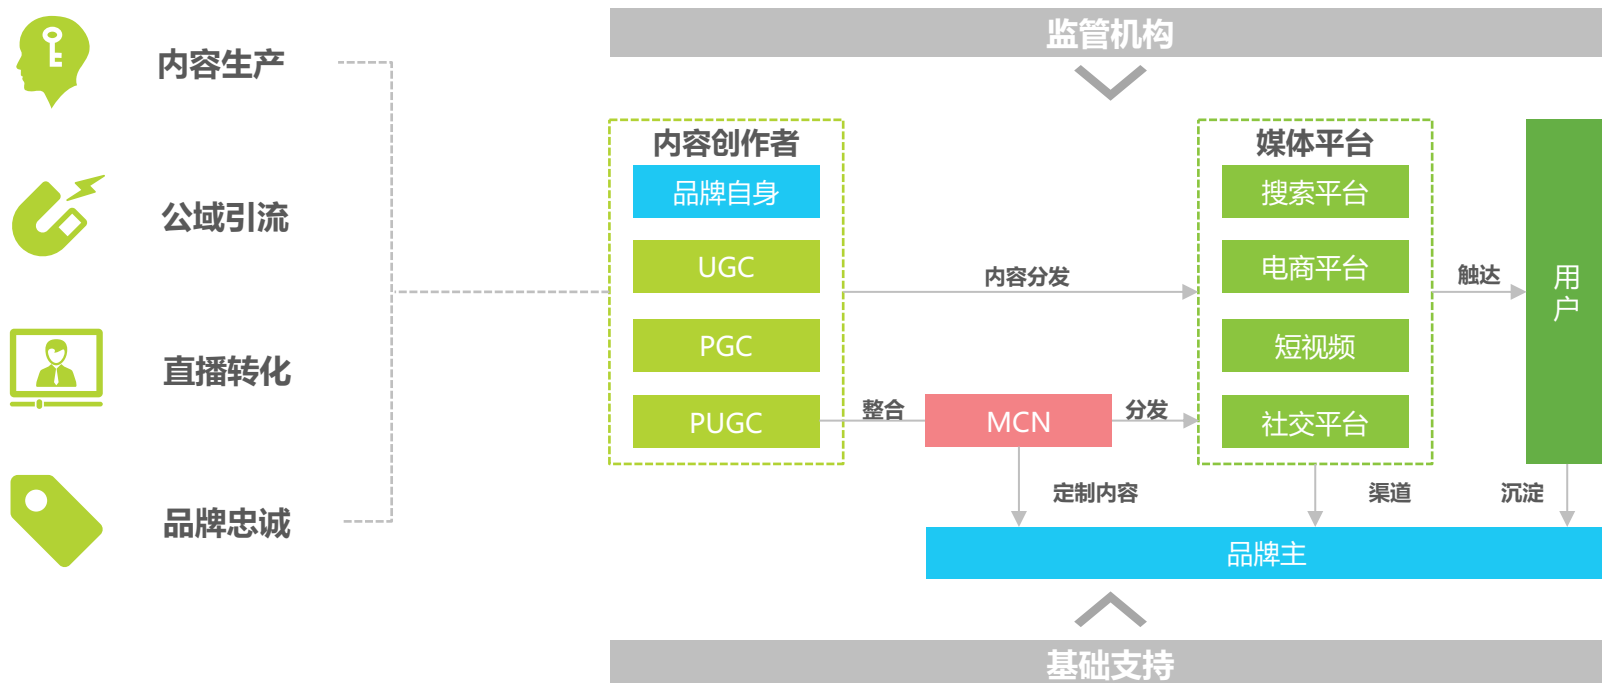 内容生产
公域引流
直播转化
品牌忠诚
监管机构
内容创作者
品牌自身
UGC
PGC
PUGC
内容分发
整合
MCN
分发
媒体平台
搜索平台
电商平台
短视频
社交平台
触达
用
户
定制内容
渠道
沉淀
品牌主
基础支持